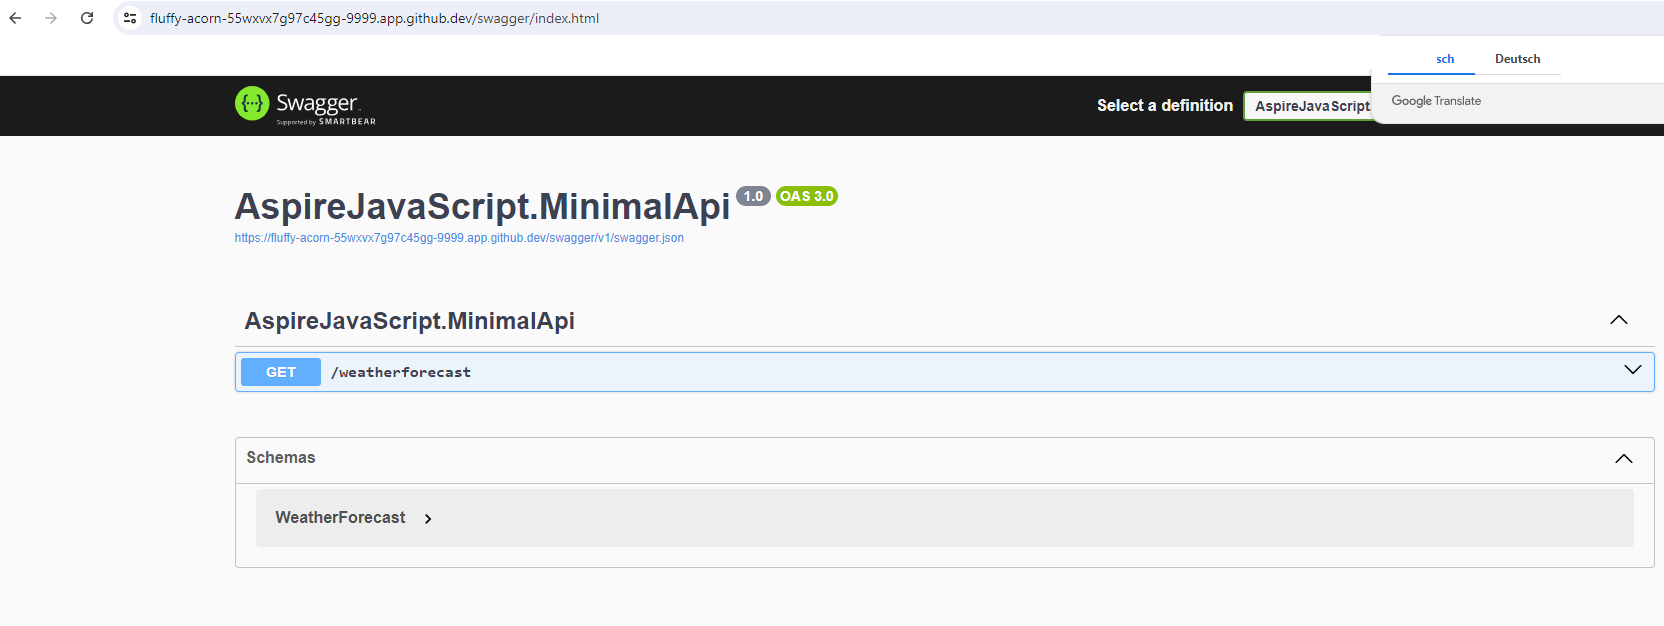 fluffy-acorn-55wxvx7g97c45gg-9999.app.github.dev/swagger/index.html
sch Deutsch
Google Translate
Swagger
Supported by SMARTBEAR
Select a definition AspireJavaScript
AspireJavaScript.MinimalApi 1.0 OAS 3.0
https://fluffy-acorn-55wxvx7g97c45gg-9999.app.github.dev/swagger/v1/swagger.json
AspireJavaScript.MinimalApi
GET /weatherforecast
Schemas
WeatherForecast